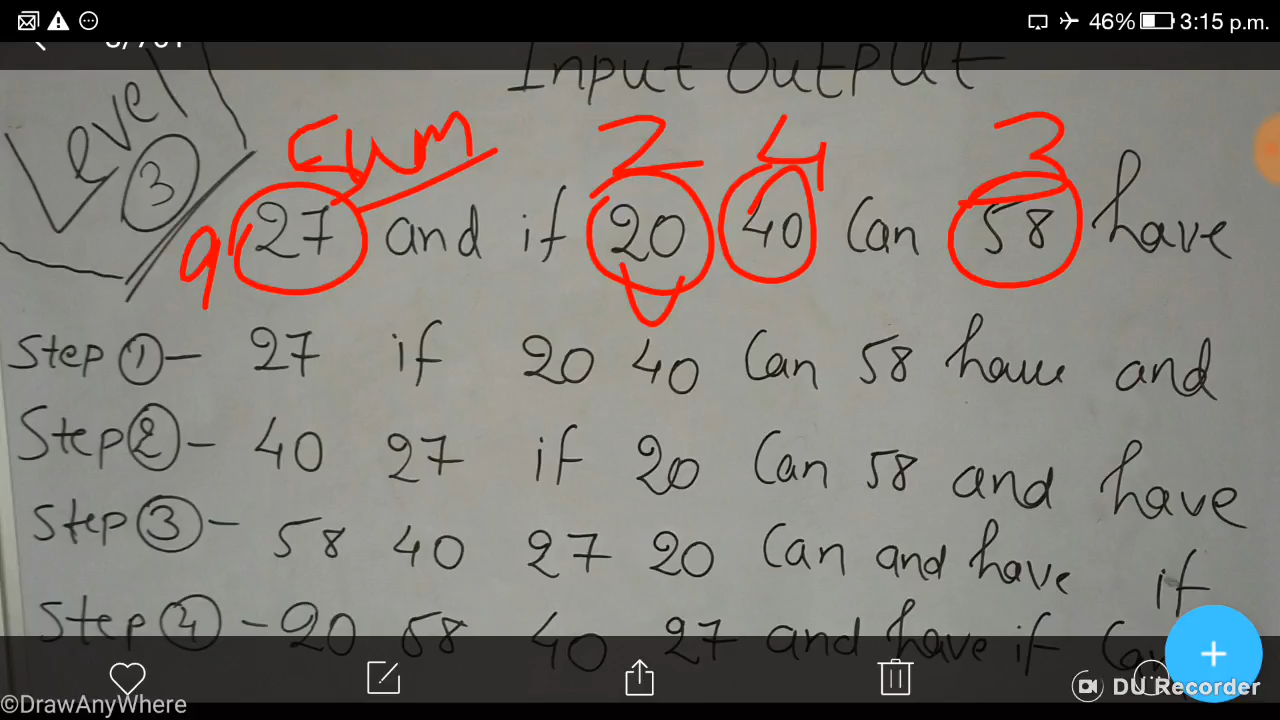 46% 3:15 p.m.
Input Output
Level
3
Sum 2 4 3
9 27 and if 20 40 Can 58 have
Step 1 - 27 if 20 40 Can 58 have and
Step 2 - 40 27 if 20 Can 58 and have
Step 3 - 58 40 27 20 Can and have if
Step 4 - 20 58 40 27 and have if Can
+
DU Recorder
©DrawAnyWhere